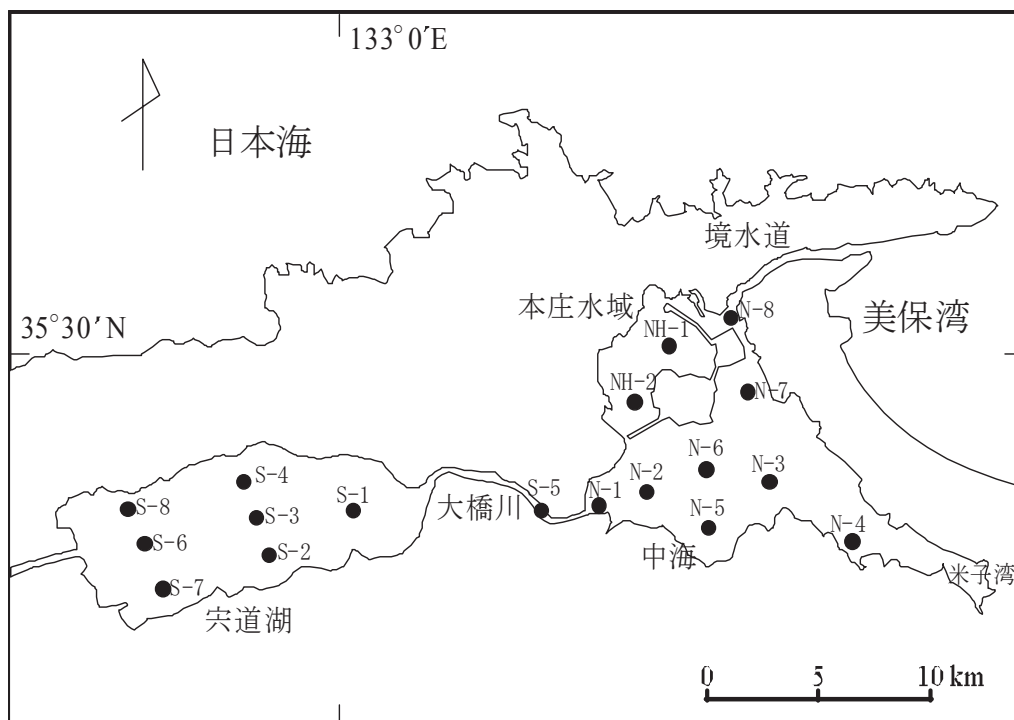 133°0′E
日本海
境水道
本庄水域
N-8
美保湾
35°30′N
NH-1
NH-2
N-7
S-4
N-6
S-8
S-3
S-1
大橋川
S-5
N-1
N-2
N-3
S-6
S-2
N-5
N-4
中海
S-7
米子湾
宍道湖
0 5 10 km